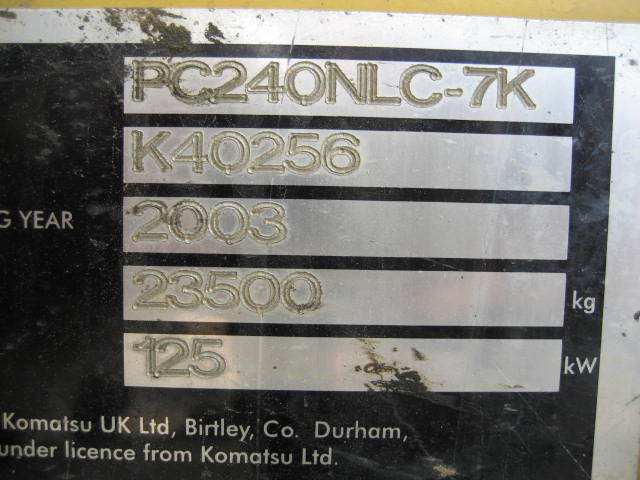 PC240NLC-7K
K40256
G YEAR 2003
23500 kg
125 kW
Komatsu UK Ltd, Birtley, Co. Durham,
under licence from Komatsu Ltd.